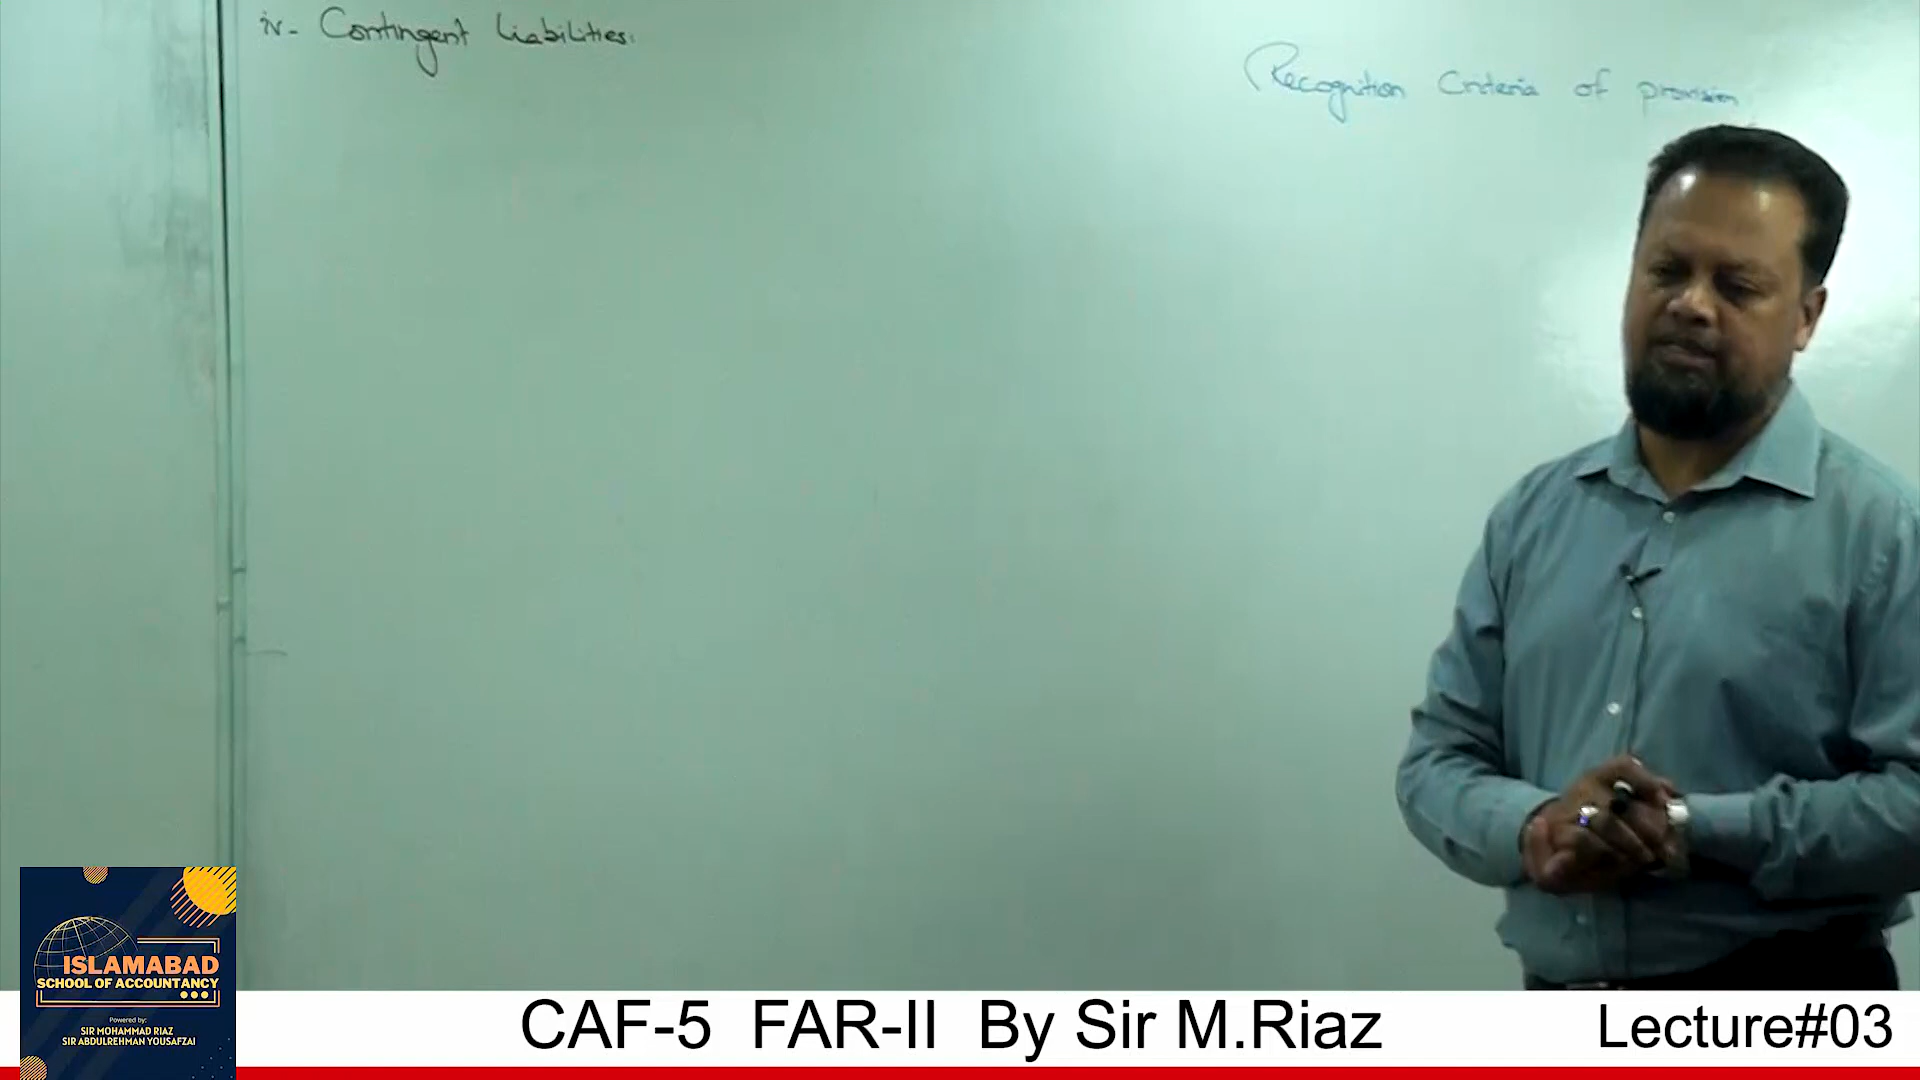 iv- Contingent Liabilities:
Recognition Criteria of provision
ISLAMABAD
SCHOOL OF ACCOUNTANCY
Powered by:
SIR MOHAMMAD RIAZ
SIR ABDULREHMAN YOUSAFZAI
CAF-5 FAR-II By Sir M.Riaz
Lecture#03